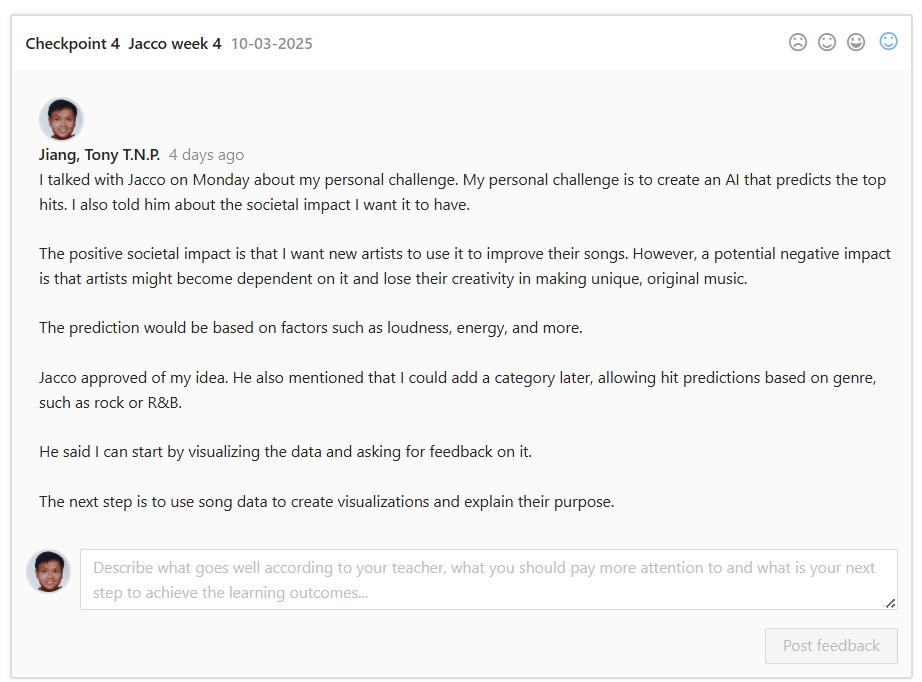 Checkpoint 4 Jacco week 4 10-03-2025
Jiang, Tony T.N.P. 4 days ago
I talked with Jacco on Monday about my personal challenge. My personal challenge is to create an AI that predicts the top
hits. I also told him about the societal impact I want it to have.
The positive societal impact is that I want new artists to use it to improve their songs. However, a potential negative impact
is that artists might become dependent on it and lose their creativity in making unique, original music.
The prediction would be based on factors such as loudness, energy, and more.
Jacco approved of my idea. He also mentioned that I could add a category later, allowing hit predictions based on genre,
such as rock or R&B.
He said I can start by visualizing the data and asking for feedback on it.
The next step is to use song data to create visualizations and explain their purpose.
Describe what goes well according to your teacher, what you should pay more attention to and what is your next
step to achieve the learning outcomes...
Post feedback